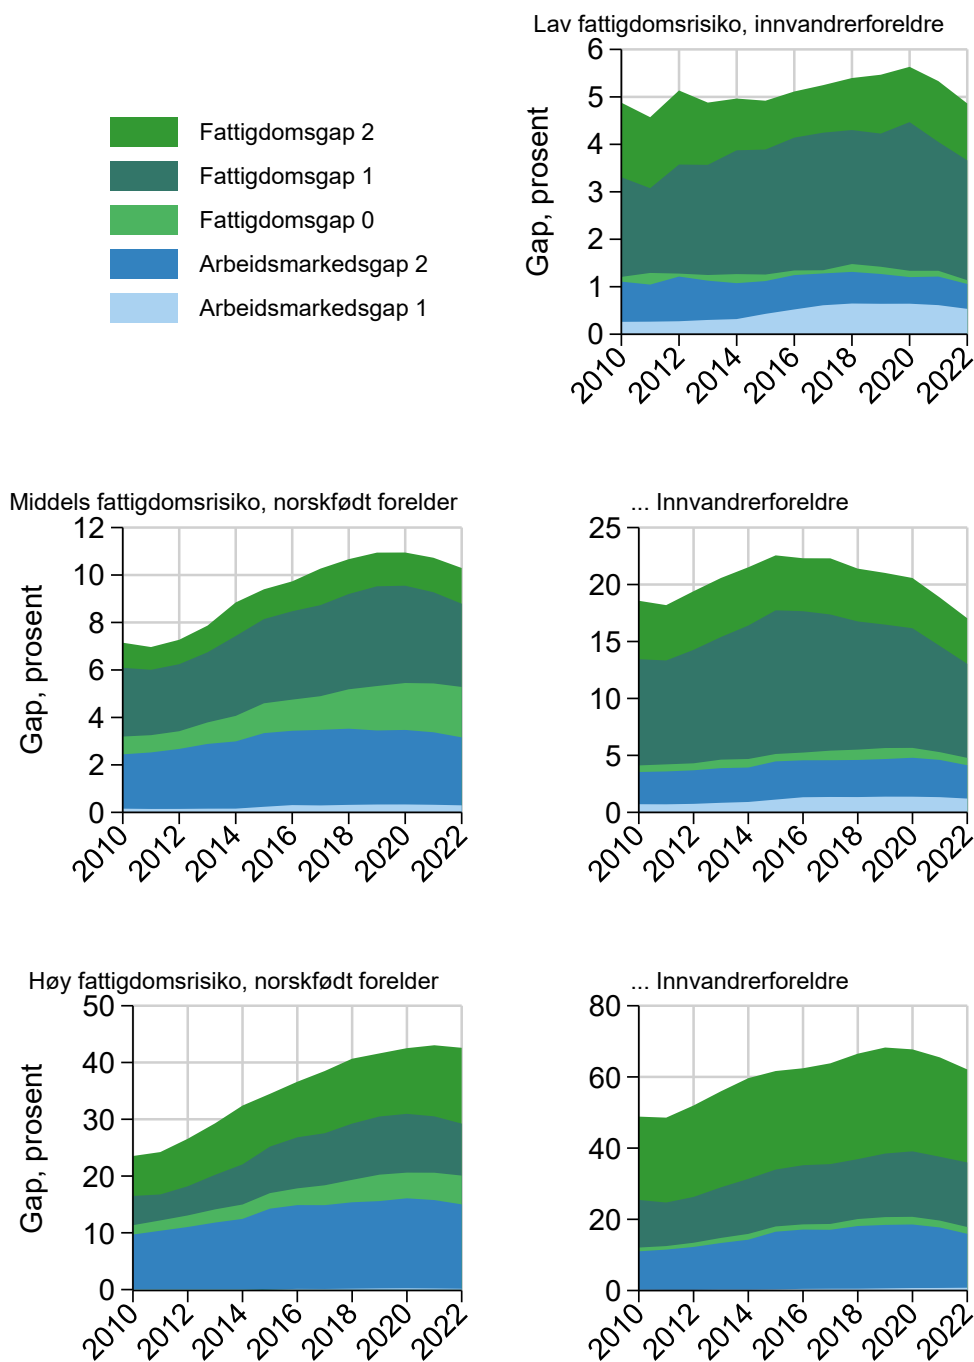 Lav fattigdomsrisiko, innvandrerforeldre
Gap, prosent
6
5
4
3
2
1
0
2010 2012 2014 2016 2018 2020 2022
Fattigdomsgap 2
Fattigdomsgap 1
Fattigdomsgap 0
Arbeidsmarkedsgap 2
Arbeidsmarkedsgap 1
Middels fattigdomsrisiko, norskfødt forelder
Gap, prosent
12
10
8
6
4
2
0
2010 2012 2014 2016 2018 2020 2022
... Innvandrerforeldre
25
20
15
10
5
0
2010 2012 2014 2016 2018 2020 2022
Høy fattigdomsrisiko, norskfødt forelder
Gap, prosent
50
40
30
20
10
0
2010 2012 2014 2016 2018 2020 2022
... Innvandrerforeldre
80
60
40
20
0
2010 2012 2014 2016 2018 2020 2022